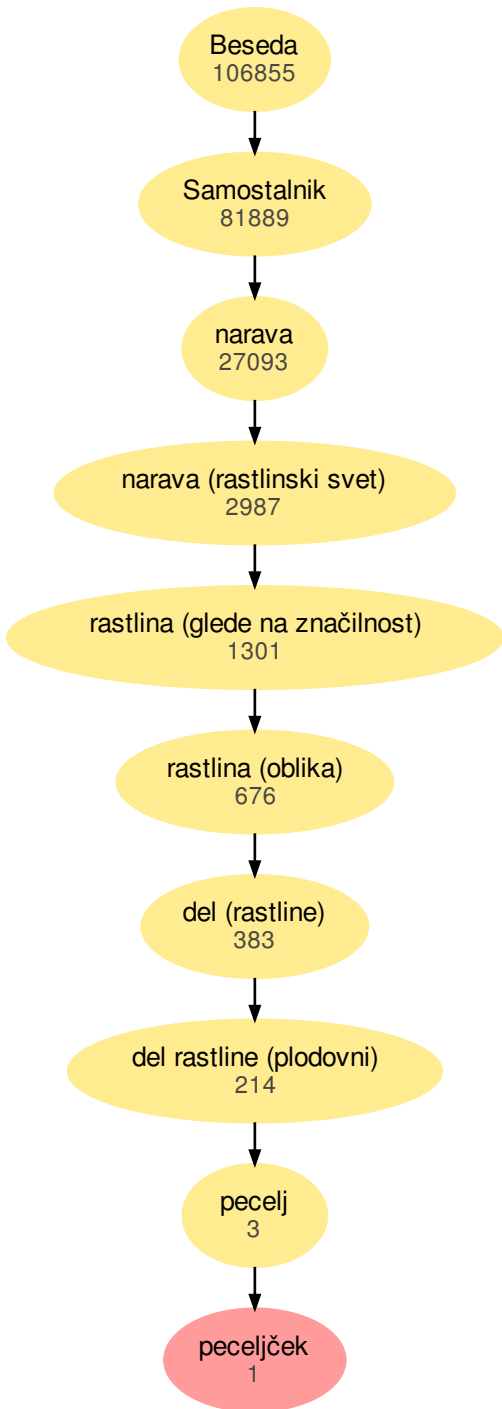 Beseda
106855
Samostalnik
81889
narava
27093
narava (rastlinski svet)
2987
rastlina (glede na značilnost)
1301
rastlina (oblika)
676
del (rastline)
383
del rastline (plodovni)
214
pecelj
3
peceljček
1